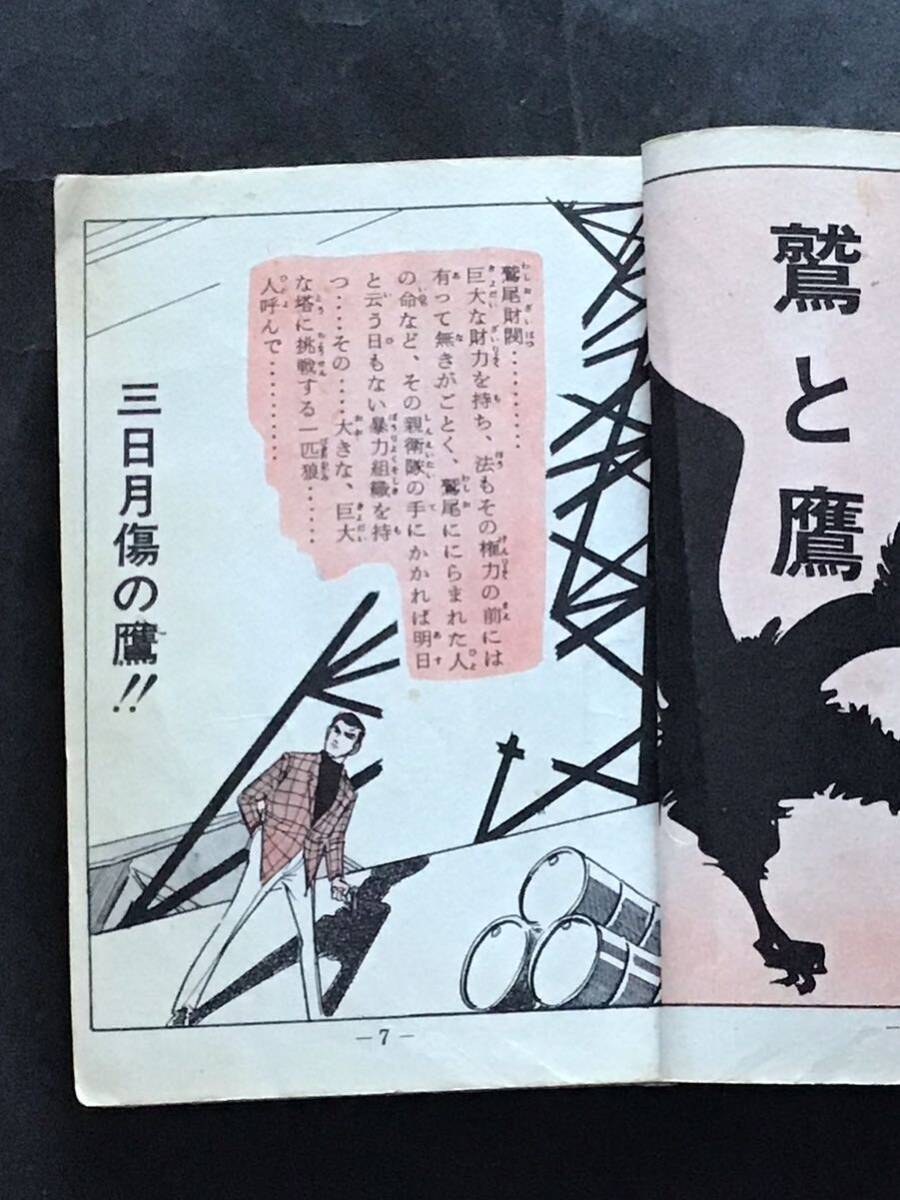 鷲と鷹
鷲尾財閥…………
巨大な財力を持ち、法もその権力の前には
有って無きがごとく、鷲尾ににらまれた人
の命など、その親衛隊の手にかかれば明日
と云う日もない暴力組織を持
つ……その……大きな、巨大
な塔に挑戦する一匹狼………
人呼んで…………
三日月傷の鷹!!
－7－